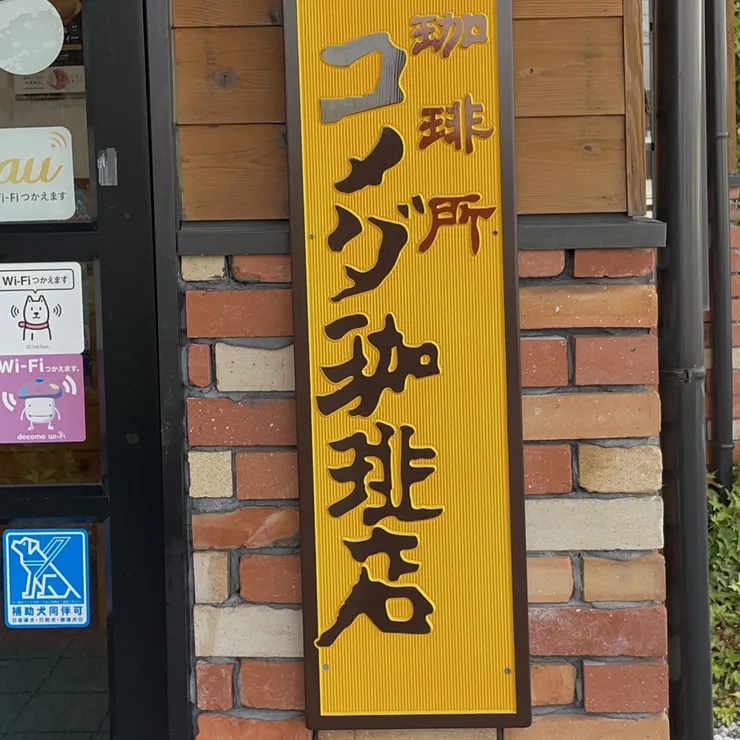 珈琲所
コメダ珈琲店
au
Wi-Fiつかえます
Wi-Fiつかえます
SoftBank
Wi-Fiつかえます。
docomo Wi-Fi
補助犬同伴可